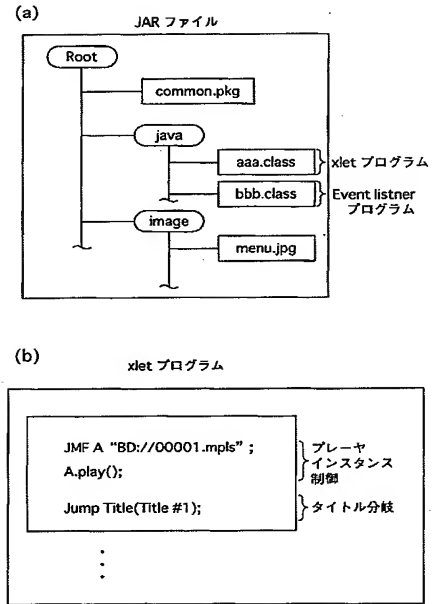 (a)
JAR ファイル
Root
common.pkg
java
aaa.class
xlet プログラム
bbb.class
Event listner
プログラム
image
menu.jpg
(b)
xlet プログラム
JMF A “BD://00001.mpls” ;
A.play();
プレーヤ
インスタンス
制御
Jump Title(Title #1);
タイトル分岐